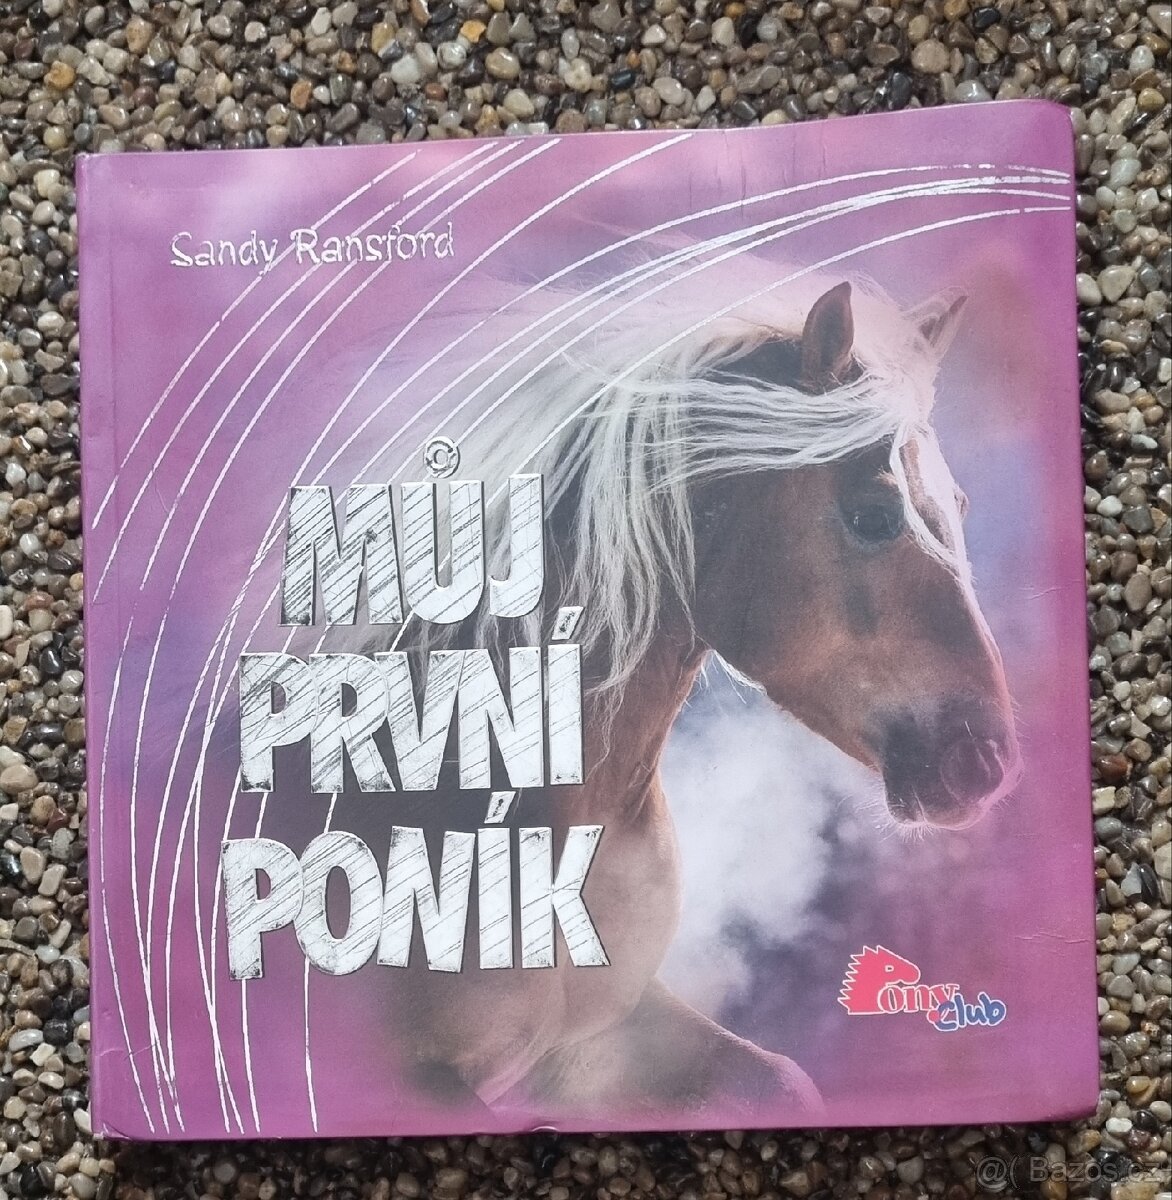 Sandy Ransford
MŮJ
PRVNÍ
PONÍK
Pony
Club
@( Bazos.cz